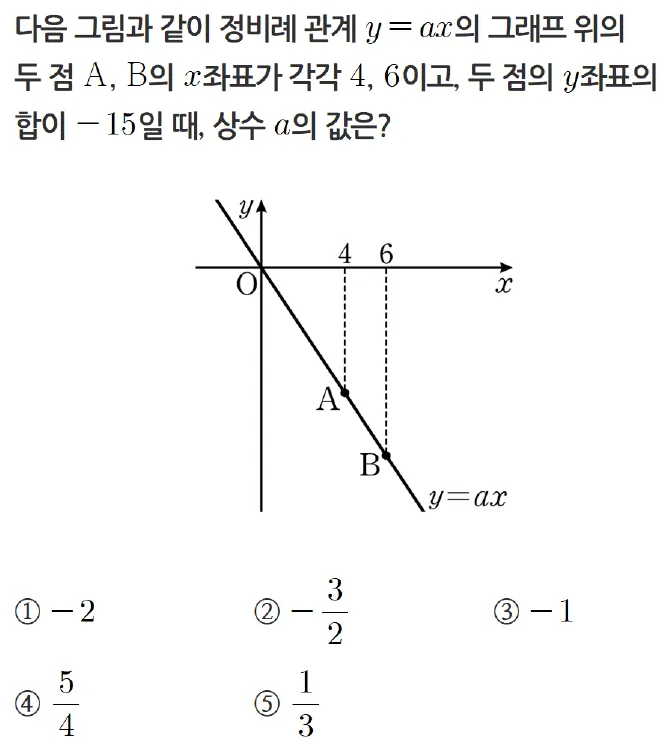 다음 그림과 같이 정비례 관계 y = ax의 그래프 위의
두 점 A, B의 x좌표가 각각 4, 6이고, 두 점의 y좌표의
합이 −15일 때, 상수 a의 값은?
y
4 6
O x
A
B
y=ax
① −2 ② −3/2 ③ −1
④ 5/4 ⑤ 1/3